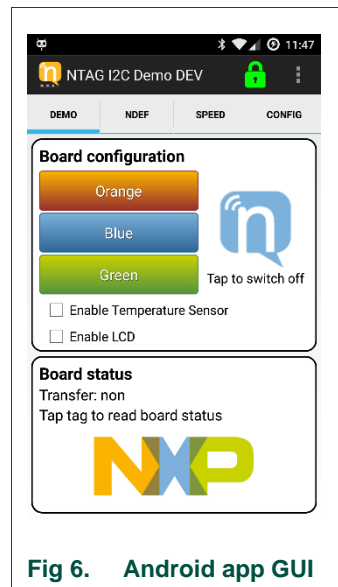 11:47
NTAG I2C Demo DEV
DEMO NDEF SPEED CONFIG
Board configuration
Orange
Blue
Green
n
Tap to switch off
Enable Temperature Sensor
Enable LCD
Board status
Transfer: non
Tap tag to read board status
NXP
Fig 6. Android app GUI